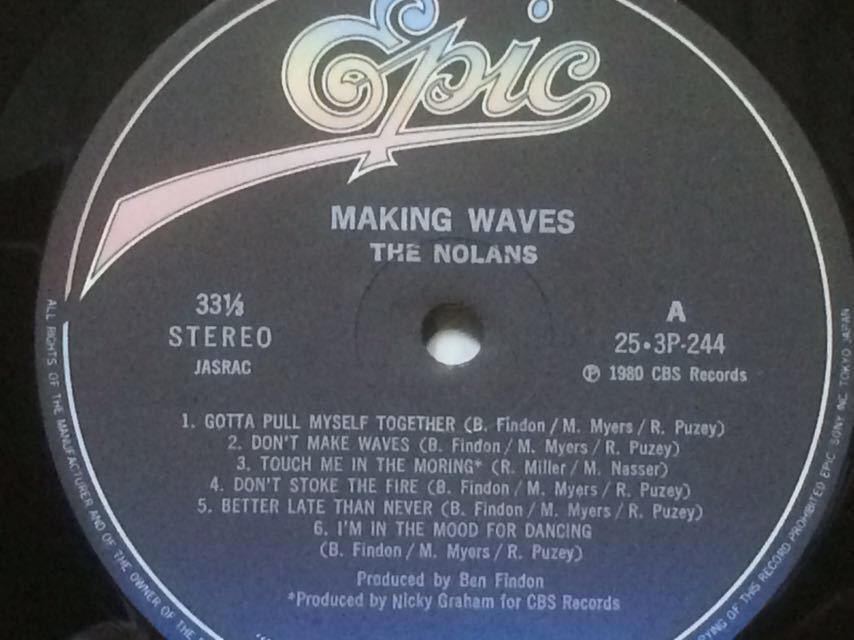 Epic
MAKING WAVES
THE NOLANS
33⅓
STEREO
JASRAC
A
25•3P-244
Ⓟ 1980 CBS Records
1. GOTTA PULL MYSELF TOGETHER (B. Findon / M. Myers / R. Puzey)
2. DON'T MAKE WAVES (B. Findon / M. Myers / R. Puzey)
3. TOUCH ME IN THE MORING* (R. Miller / M. Nasser)
4. DON'T STOKE THE FIRE (B. Findon / M. Myers / R. Puzey)
5. BETTER LATE THAN NEVER (B. Findon / M. Myers / R. Puzey)
6. I'M IN THE MOOD FOR DANCING
(B. Findon / M. Myers / R. Puzey)
Produced by Ben Findon
*Produced by Nicky Graham for CBS Records
ALL RIGHTS OF THE MANUFACTURER AND OF THE OWNER OF THE
OF THIS RECORD PROHIBITED EPIC SONY INC. TOKYO JAPAN